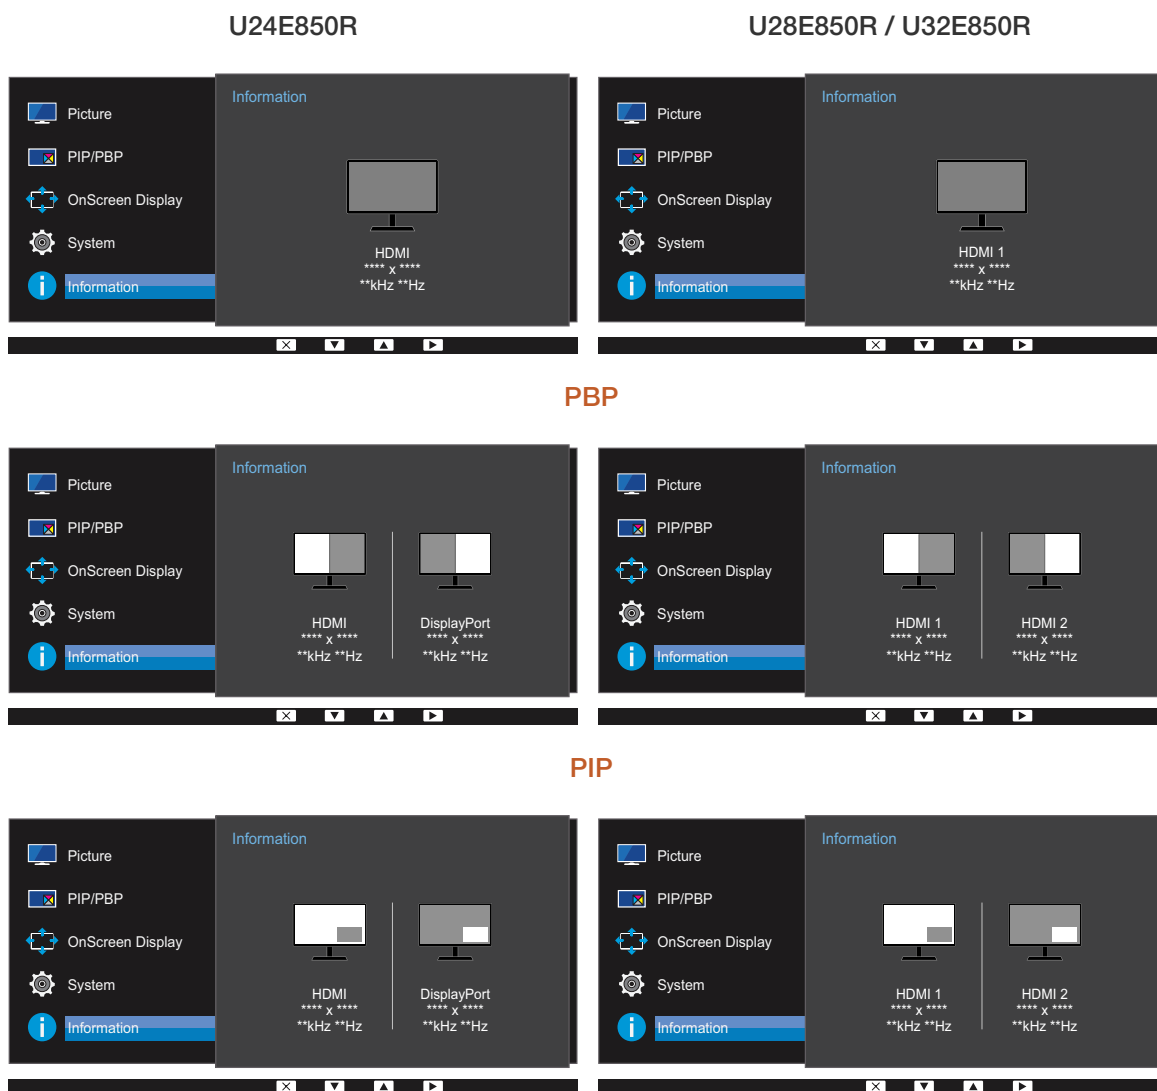 U24E850R
U28E850R / U32E850R
Picture
PIP/PBP
OnScreen Display
System
Information
Information
HDMI
**** x ****
**kHz **Hz
Picture
PIP/PBP
OnScreen Display
System
Information
Information
HDMI 1
**** x ****
**kHz **Hz
PBP
Picture
PIP/PBP
OnScreen Display
System
Information
Information
HDMI
**** x ****
**kHz **Hz
DisplayPort
**** x ****
**kHz **Hz
Picture
PIP/PBP
OnScreen Display
System
Information
Information
HDMI 1
**** x ****
**kHz **Hz
HDMI 2
**** x ****
**kHz **Hz
PIP
Picture
PIP/PBP
OnScreen Display
System
Information
Information
HDMI
**** x ****
**kHz **Hz
DisplayPort
**** x ****
**kHz **Hz
Picture
PIP/PBP
OnScreen Display
System
Information
Information
HDMI 1
**** x ****
**kHz **Hz
HDMI 2
**** x ****
**kHz **Hz